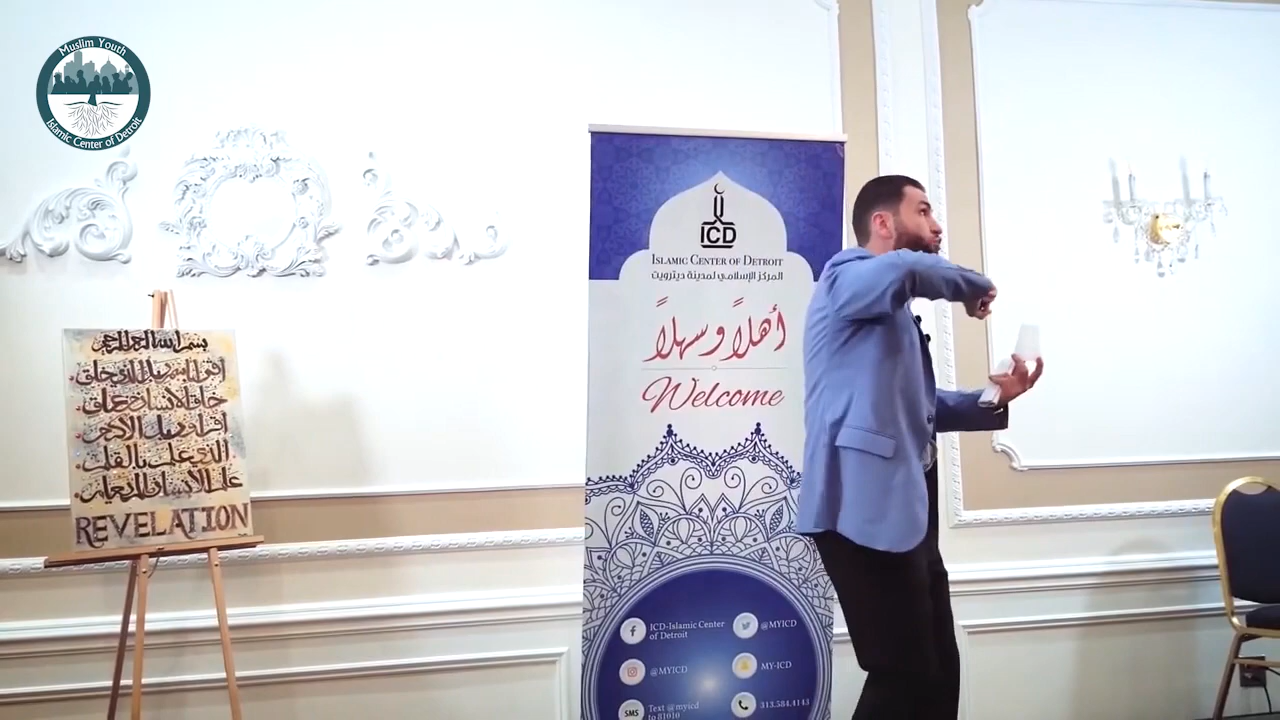 Muslim Youth
Islamic Center of Detroit
بسم الله الرحمن الرحيم
اقرأ باسم ربك الذي خلق
خلق الانسان من علق
اقرأ وربك الاكرم
الذي علم بالقلم
علم الانسان ما لم يعلم
REVELATION
ICD
ISLAMIC CENTER OF DETROIT
المركز الإسلامي لمدينة ديترويت
أهلاً وسهلاً
Welcome
ICD-Islamic Center
of Detroit
@MYICD
@MYICD
MY-ICD
SMS
Text @myicd
to 81010
313.584.4143